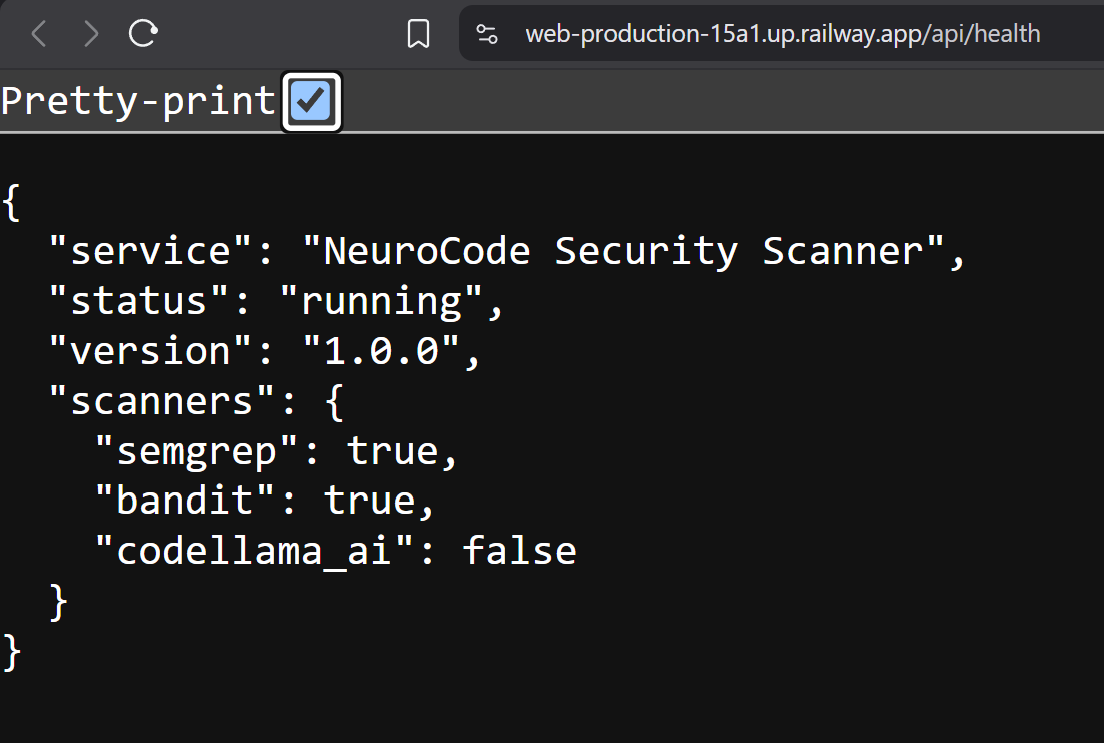 web-production-15a1.up.railway.app/api/health
Pretty-print
{
  "service": "NeuroCode Security Scanner",
  "status": "running",
  "version": "1.0.0",
  "scanners": {
    "semgrep": true,
    "bandit": true,
    "codellama_ai": false
  }
}